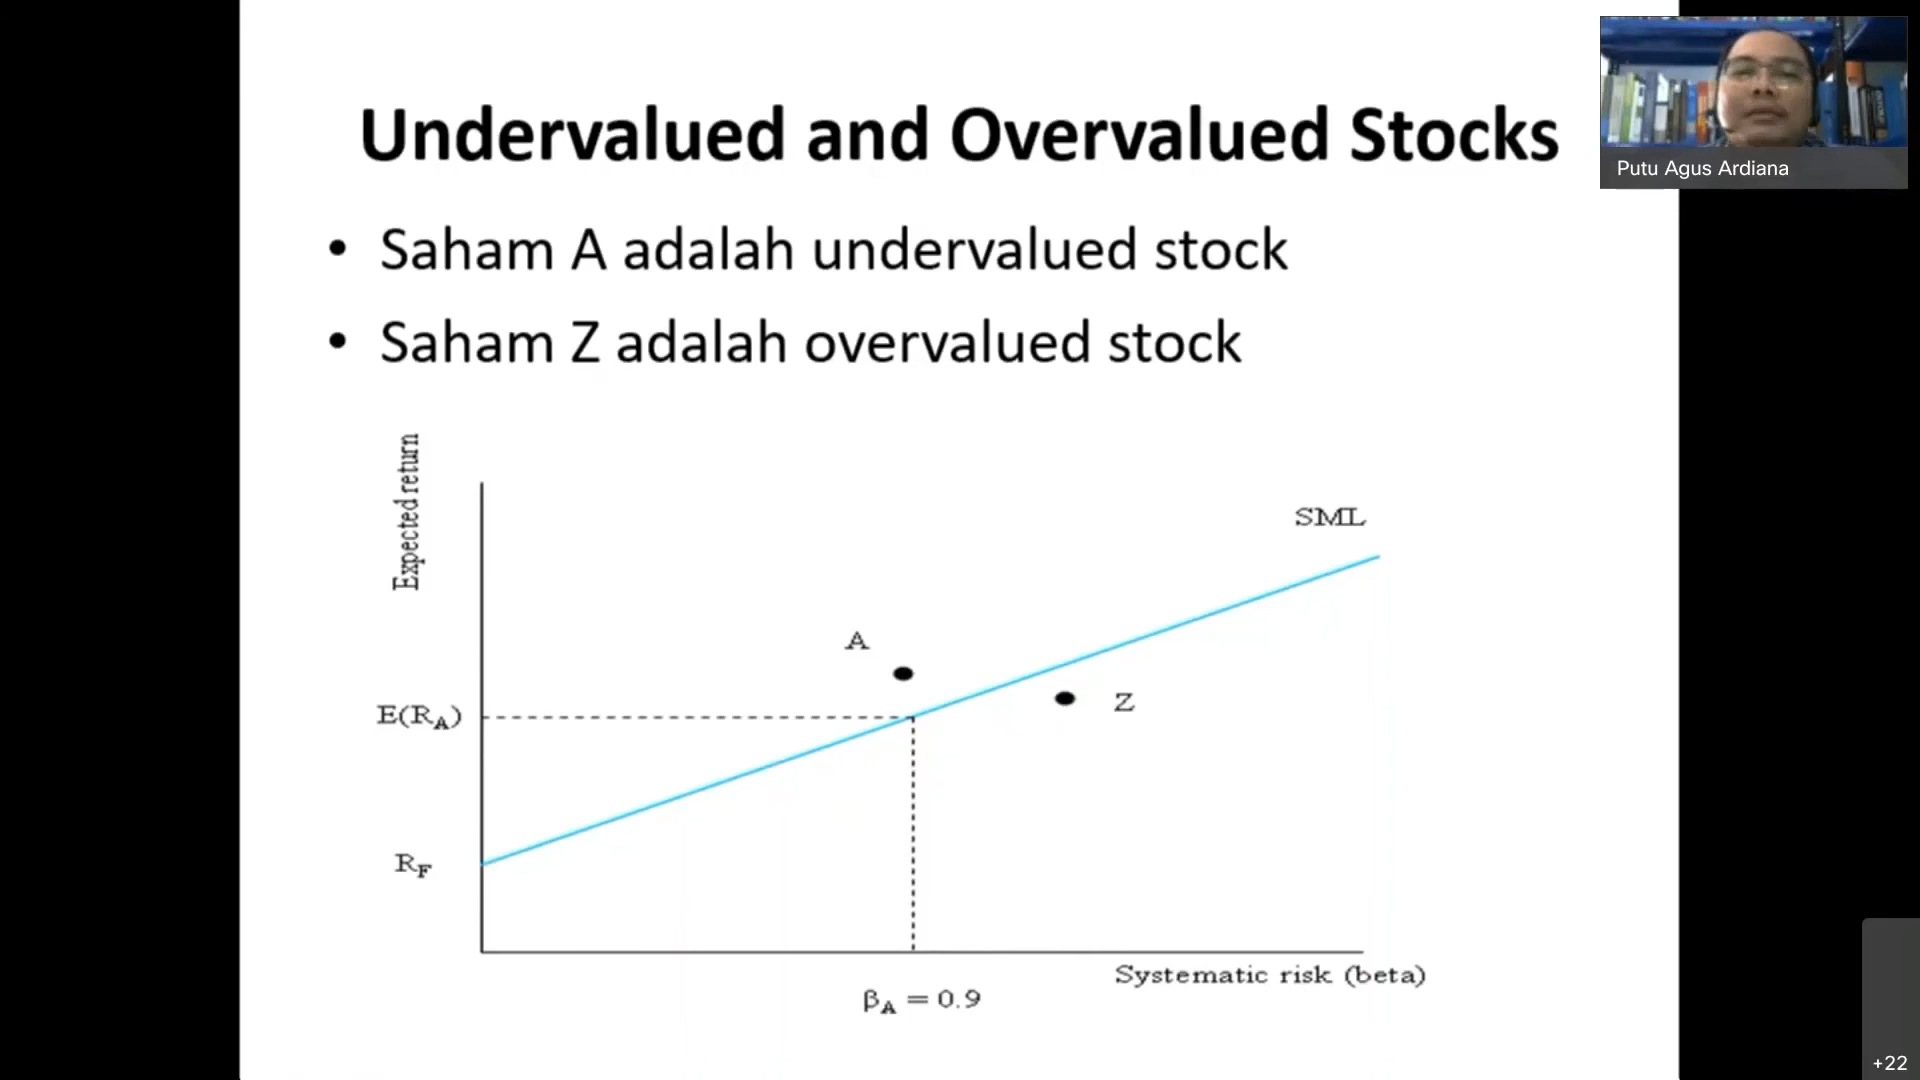 Undervalued and Overvalued Stocks
Putu Agus Ardiana
• Saham A adalah undervalued stock
• Saham Z adalah overvalued stock
Expected return
SML
A
Z
E(R_A)
R_F
Systematic risk (beta)
β_A = 0.9
+22